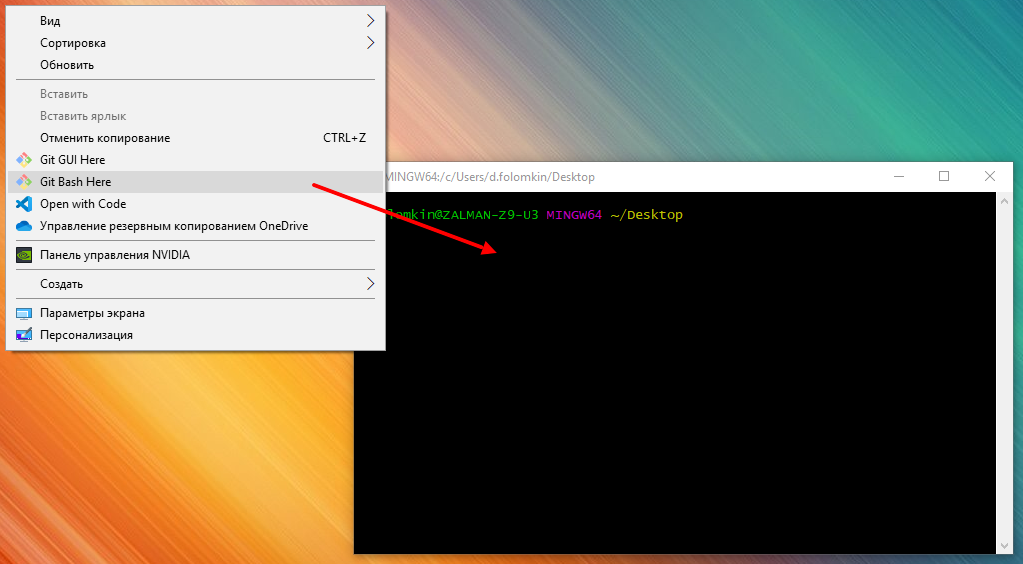 Вид
Сортировка
Обновить
Вставить
Вставить ярлык
Отменить копирование CTRL+Z
Git GUI Here
Git Bash Here
Open with Code
Управление резервным копированием OneDrive
Панель управления NVIDIA
Создать
Параметры экрана
Персонализация
MINGW64:/c/Users/d.folomkin/Desktop
lomkin@ZALMAN-Z9-U3 MINGW64 ~/Desktop